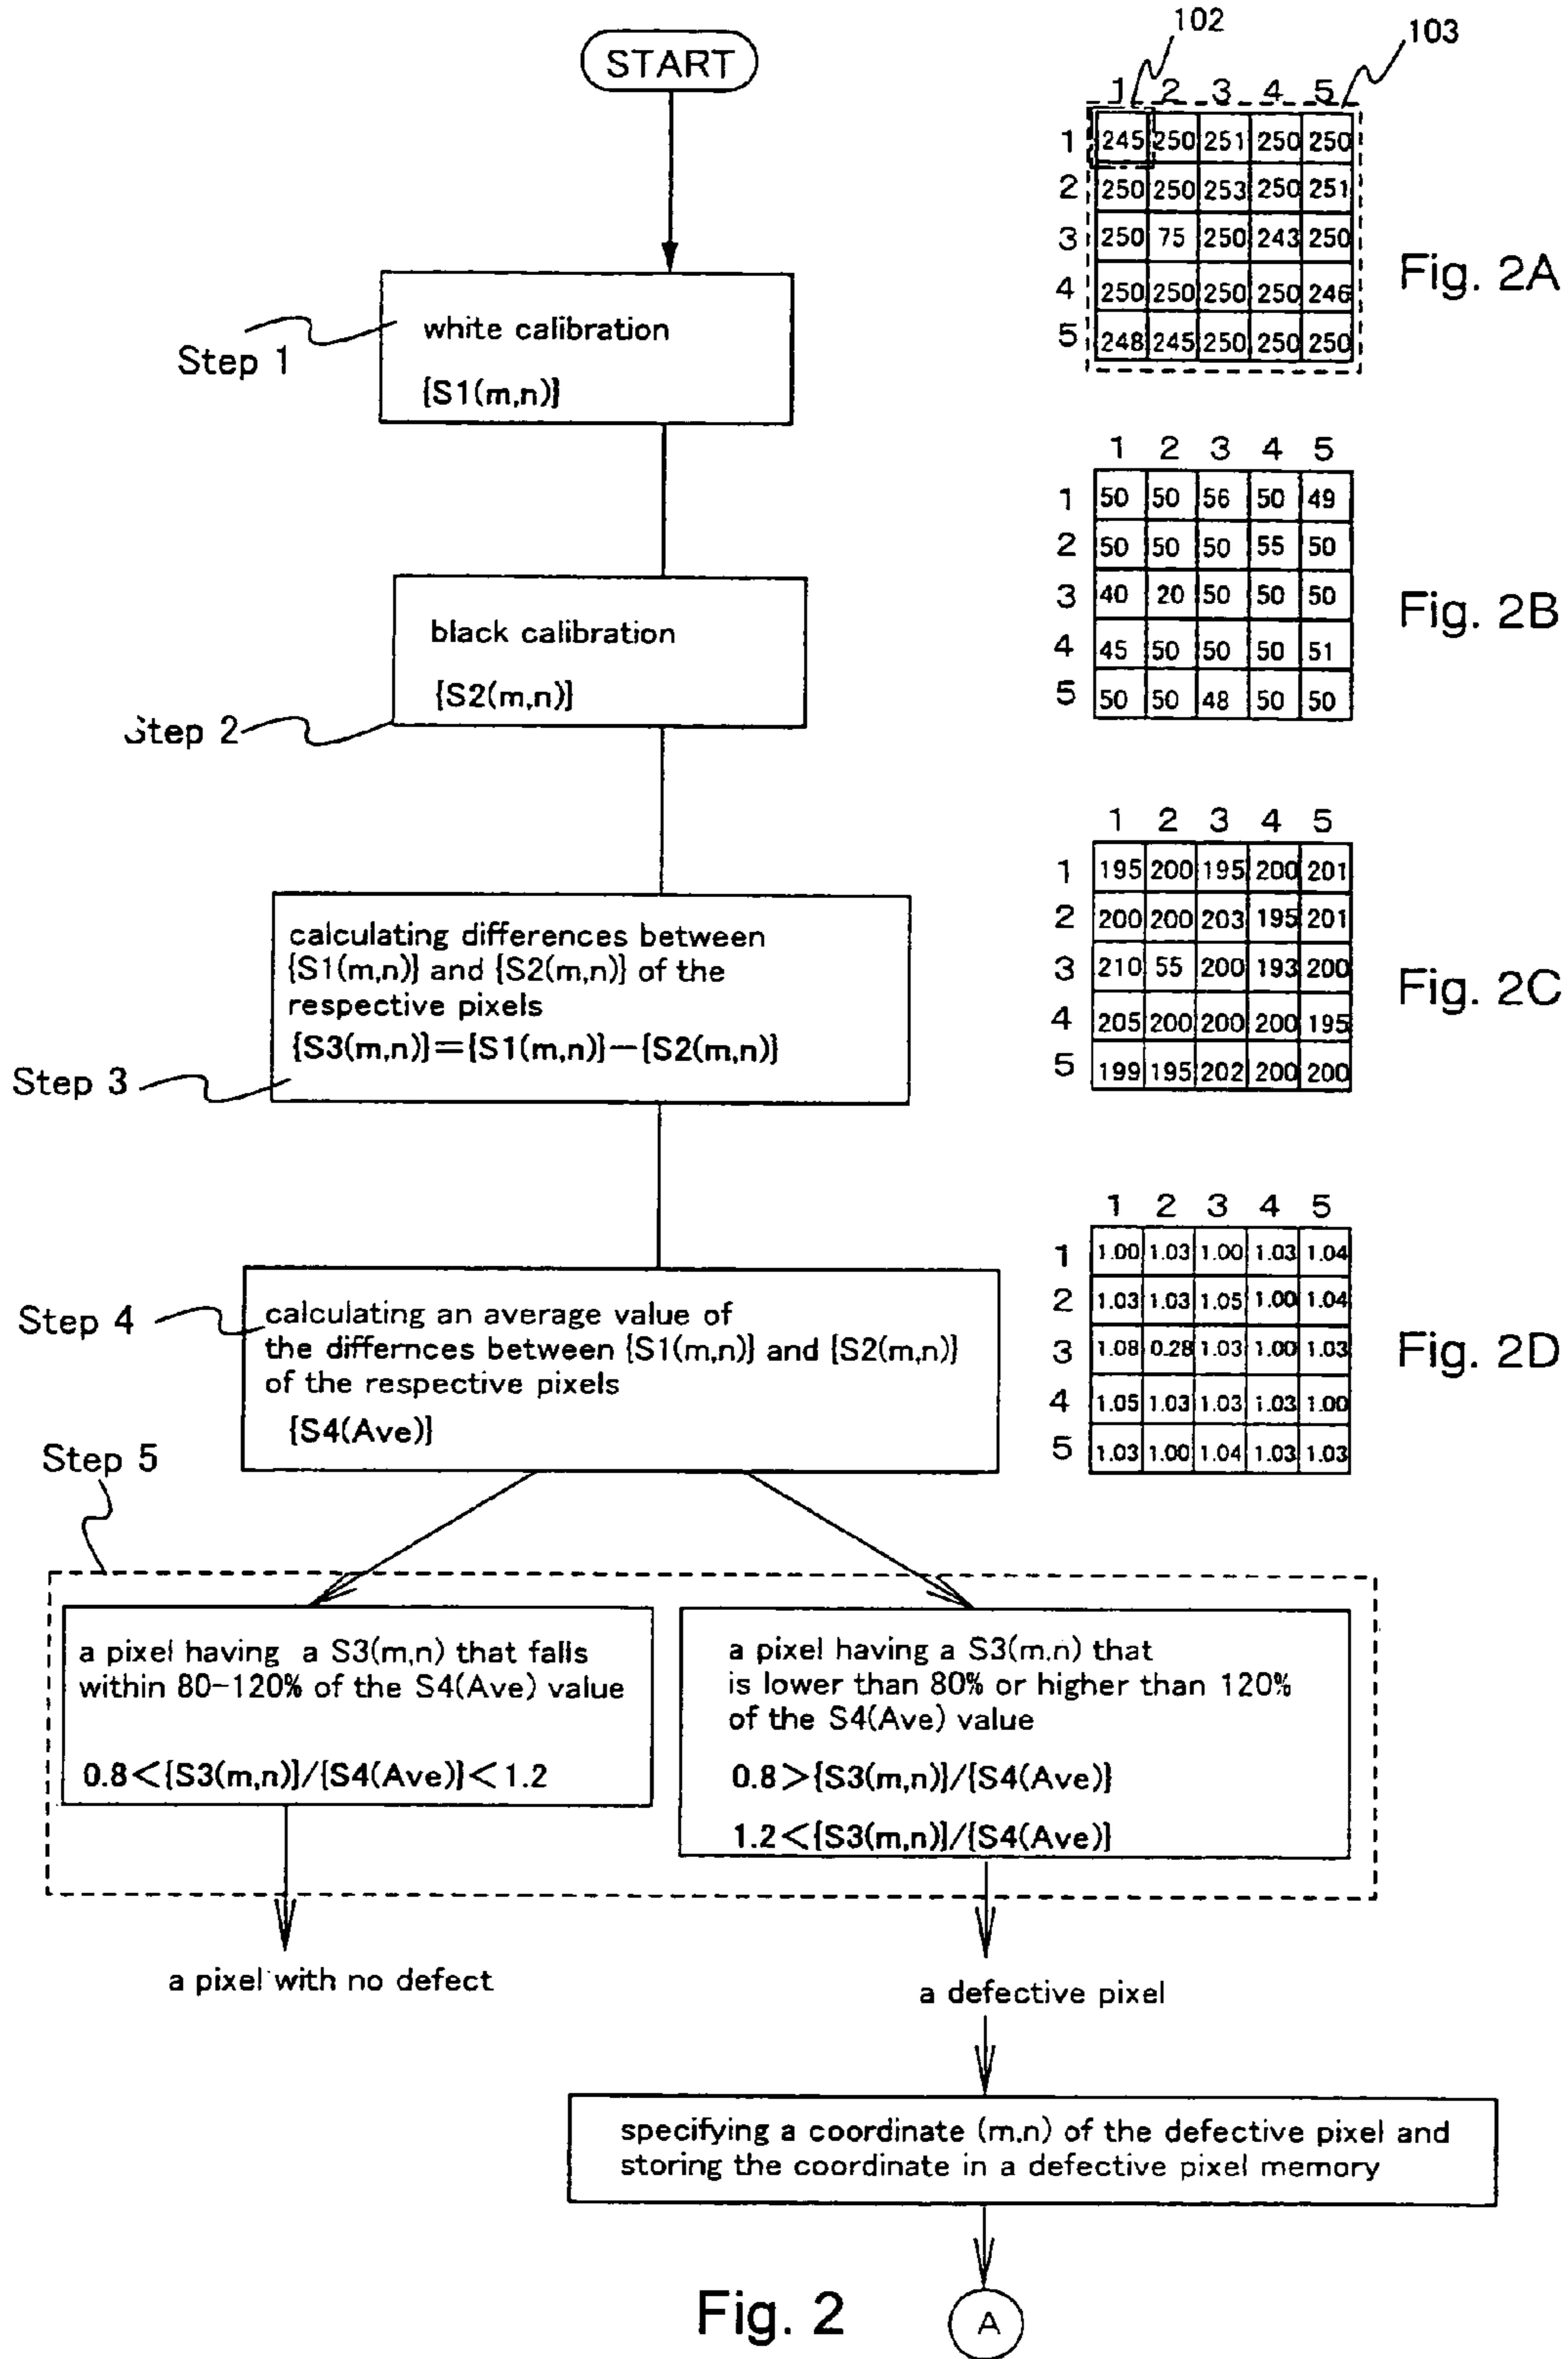 START
white calibration
{S1(m,n)}
Step 1
black calibration
{S2(m,n)}
Step 2
calculating differences between
{S1(m,n)} and {S2(m,n)} of the
respective pixels
{S3(m,n)}={S1(m,n)}−{S2(m,n)}
Step 3
calculating an average value of
the differnces between {S1(m,n)} and {S2(m,n)}
of the respective pixels
{S4(Ave)}
Step 4
Step 5
a pixel having a S3(m,n) that falls
within 80-120% of the S4(Ave) value
0.8<{S3(m,n)}/{S4(Ave)}<1.2
a pixel with no defect
a pixel having a S3(m,n) that
is lower than 80% or higher than 120%
of the S4(Ave) value
0.8>{S3(m,n)}/{S4(Ave)}
1.2<{S3(m,n)}/{S4(Ave)}
a defective pixel
specifying a coordinate (m,n) of the defective pixel and
storing the coordinate in a defective pixel memory
A
Fig. 2
102
103
1 2 3 4 5
1 245 250 251 250 250
2 250 250 253 250 251
3 250 75 250 243 250
4 250 250 250 250 246
5 248 245 250 250 250
Fig. 2A
1 2 3 4 5
1 50 50 56 50 49
2 50 50 50 55 50
3 40 20 50 50 50
4 45 50 50 50 51
5 50 50 48 50 50
Fig. 2B
1 2 3 4 5
1 195 200 195 200 201
2 200 200 203 195 201
3 210 55 200 193 200
4 205 200 200 200 195
5 199 195 202 200 200
Fig. 2C
1 2 3 4 5
1 1.00 1.03 1.00 1.03 1.04
2 1.03 1.03 1.05 1.00 1.04
3 1.08 0.28 1.03 1.00 1.03
4 1.05 1.03 1.03 1.03 1.00
5 1.03 1.00 1.04 1.03 1.03
Fig. 2D